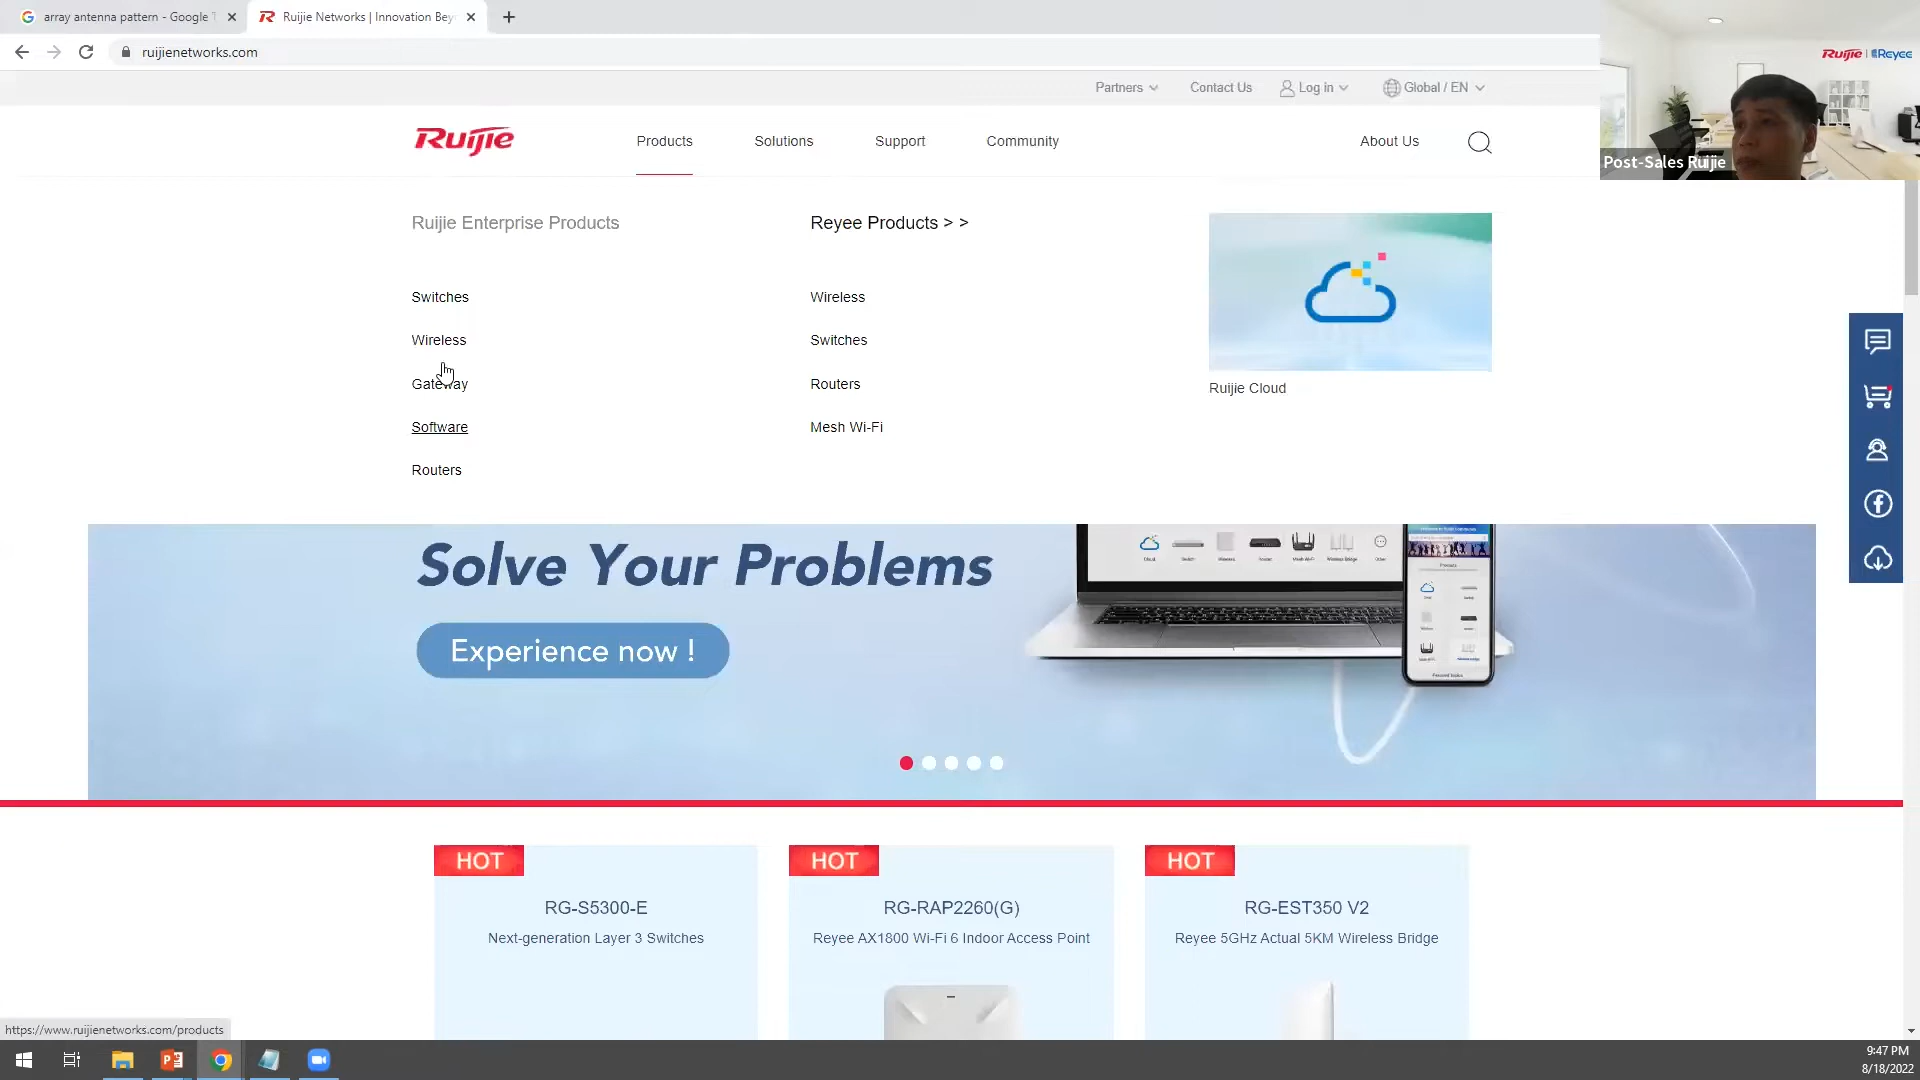 array antenna pattern - Google
Ruijie Networks | Innovation Bey
ruijienetworks.com
Ruijie | Reyee
Post-Sales Ruijie
Partners
Contact Us
Log in
Global / EN
Ruijie
Products
Solutions
Support
Community
About Us
Ruijie Enterprise Products
Switches
Wireless
Gateway
Software
Routers
Reyee Products > >
Wireless
Switches
Routers
Mesh Wi-Fi
Ruijie Cloud
Solve Your Problems
Experience now !
HOT
RG-S5300-E
Next-generation Layer 3 Switches
HOT
RG-RAP2260(G)
Reyee AX1800 Wi-Fi 6 Indoor Access Point
HOT
RG-EST350 V2
Reyee 5GHz Actual 5KM Wireless Bridge
https://www.ruijienetworks.com/products
9:47 PM
8/18/2022